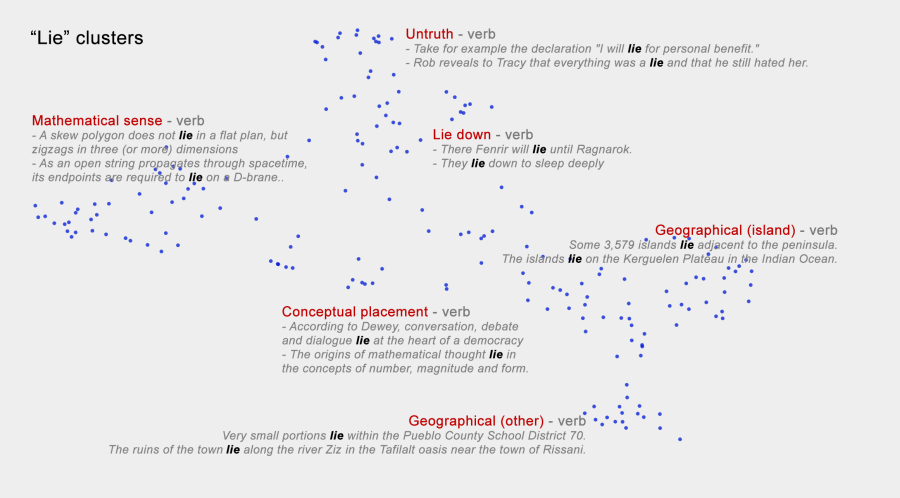 “Lie” clusters
Untruth - verb
- Take for example the declaration "I will lie for personal benefit."
- Rob reveals to Tracy that everything was a lie and that he still hated her.
Mathematical sense - verb
- A skew polygon does not lie in a flat plan, but
zigzags in three (or more) dimensions
- As an open string propagates through spacetime,
its endpoints are required to lie on a D-brane..
Lie down - verb
- There Ferrir will lie until Ragnarok.
- They lie down to sleep deeply
Geographical (island) - verb
Some 3,579 islands lie adjacent to the peninsula.
The islands lie on the Kerguelen Plateau in the Indian Ocean.
Conceptual placement - verb
- According to Dewey, conversation, debate
and dialogue lie at the heart of a democracy
- The origins of mathematical thought lie in
the concepts of number, magnitude and form.
Geographical (other) - verb
Very small portions lie within the Pueblo County School District 70.
The ruins of the town lie along the river Ziz in the Tafilalt oasis near the town of Rissani.